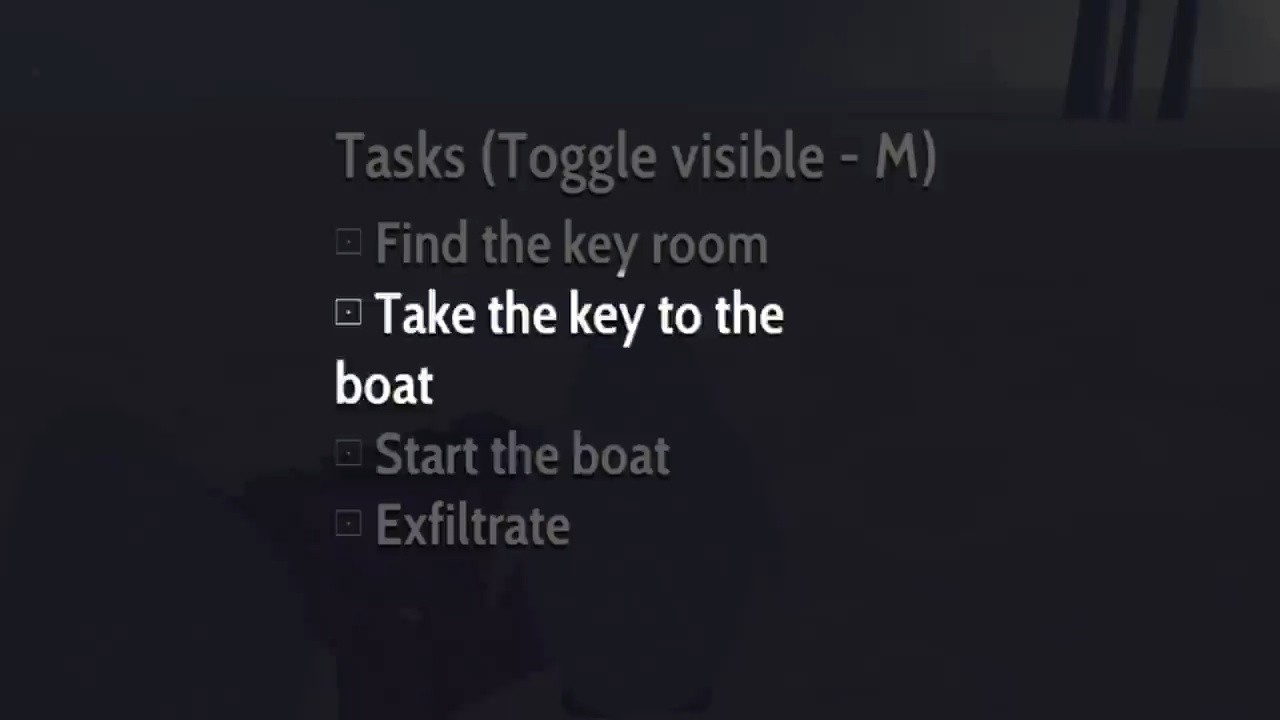 Tasks (Toggle visible - M)
⊡ Find the key room
⊡ Take the key to the
boat
⊡ Start the boat
⊡ Exfiltrate